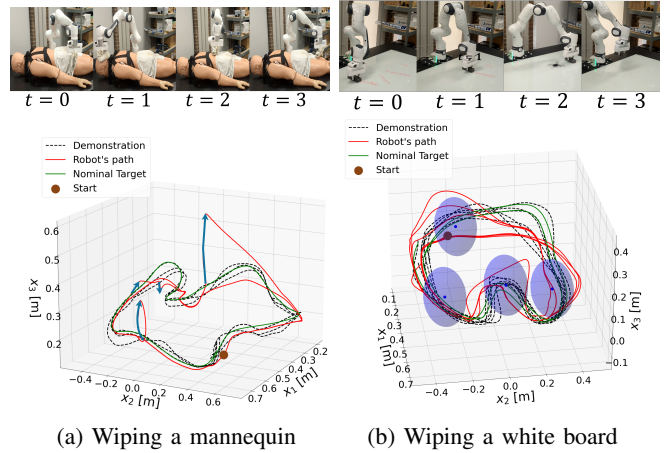 t = 0 t = 1 t = 2 t = 3
Demonstration
Robot's path
Nominal Target
Start
0.6
0.5
0.4
0.3
0.2
x₃ [m]
−0.4 −0.2 0.0 0.2 0.4
x₂ [m]
0.7 0.6 0.5 0.4 0.3 0.2
x₁ [m]
(a) Wiping a mannequin
t = 0 t = 1 t = 2 t = 3
Demonstration
Robot's path
Nominal Target
Start
0.4
0.3
0.2
0.1
0.0
−0.1
x₃ [m]
0.1
0.2
0.3
0.4
0.5
0.6
0.7
x₁ [m]
−0.4 −0.2 0.0 0.2 0.4
x₂ [m]
(b) Wiping a white board